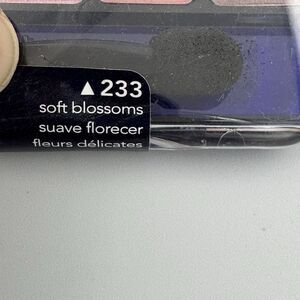 ▲ 233
soft blossoms
suave florecer
fleurs délicates